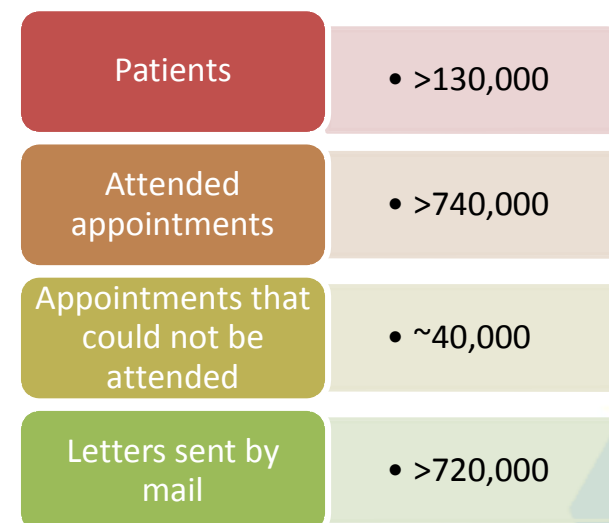 Patients
• >130,000
Attended
appointments
• >740,000
Appointments that
could not be
attended
• ~40,000
Letters sent by
mail
• >720,000